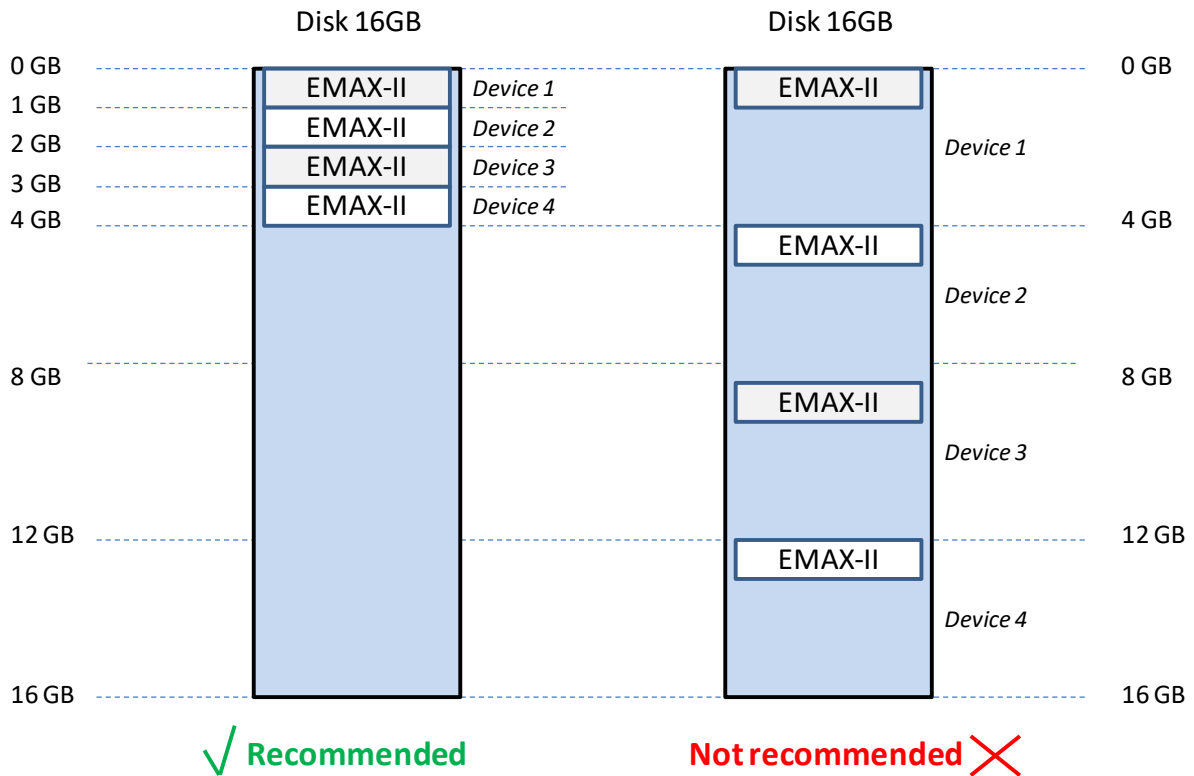 Disk 16GB
Disk 16GB
0 GB
EMAX-II
Device 1
EMAX-II
0 GB
1 GB
EMAX-II
Device 2
Device 1
2 GB
EMAX-II
Device 3
3 GB
EMAX-II
Device 4
4 GB
EMAX-II
4 GB
Device 2
8 GB
EMAX-II
8 GB
Device 3
12 GB
EMAX-II
12 GB
Device 4
16 GB
16 GB
Recommended
Not recommended